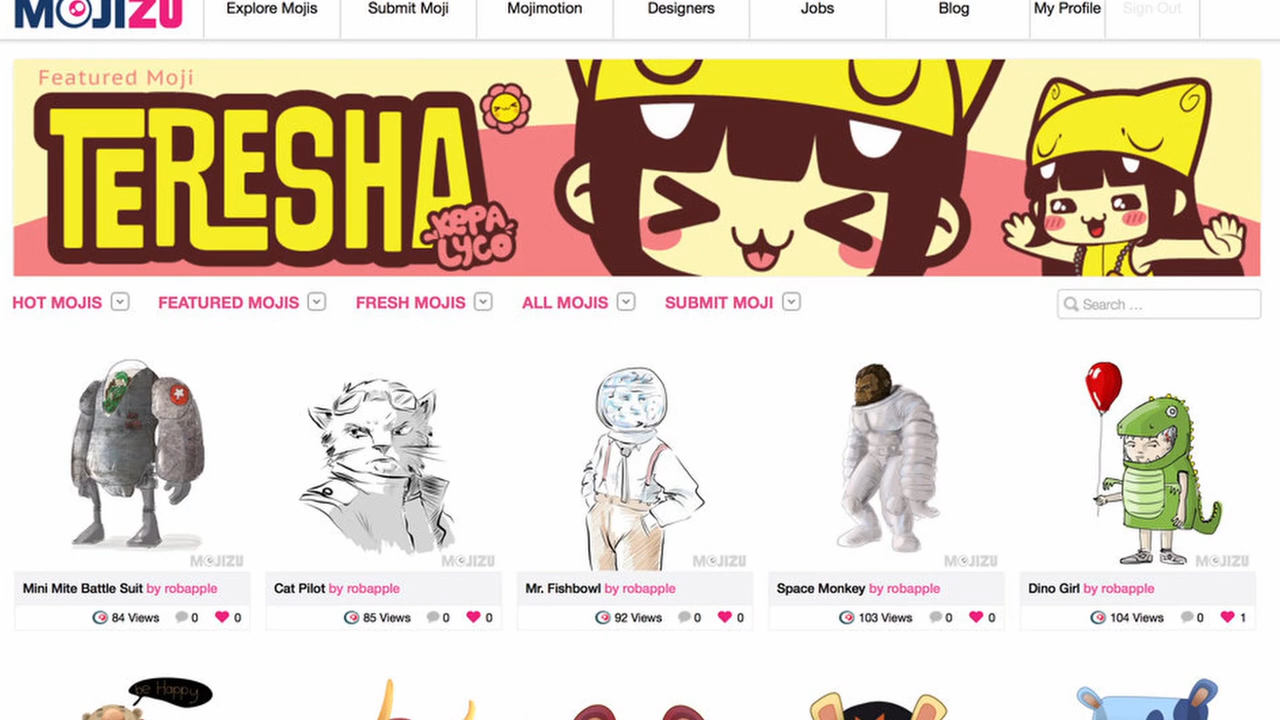 MOJIZU
Explore Mojis
Submit Moji
Mojimotion
Designers
Jobs
Blog
My Profile
Sign Out
Featured Moji
TERESHA
KEPA
LYCO
HOT MOJIS
FEATURED MOJIS
FRESH MOJIS
ALL MOJIS
SUBMIT MOJI
Search ...
MOJIZU
MOJIZU
MOJIZU
MOJIZU
MOJIZU
Mini Mite Battle Suit by robapple
Cat Pilot by robapple
Mr. Fishbowl by robapple
Space Monkey by robapple
Dino Girl by robapple
84 Views 0 0
85 Views 0 0
92 Views 0 0
103 Views 0 0
104 Views 0 1
be Happy